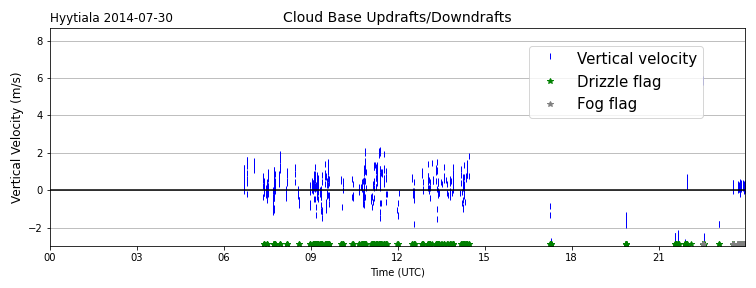 Hyytiala 2014-07-30
Cloud Base Updrafts/Downdrafts
Vertical Velocity (m/s)
8
6
4
2
0
−2
Vertical velocity
Drizzle flag
Fog flag
00 03 06 09 12 15 18 21 00
Time (UTC)